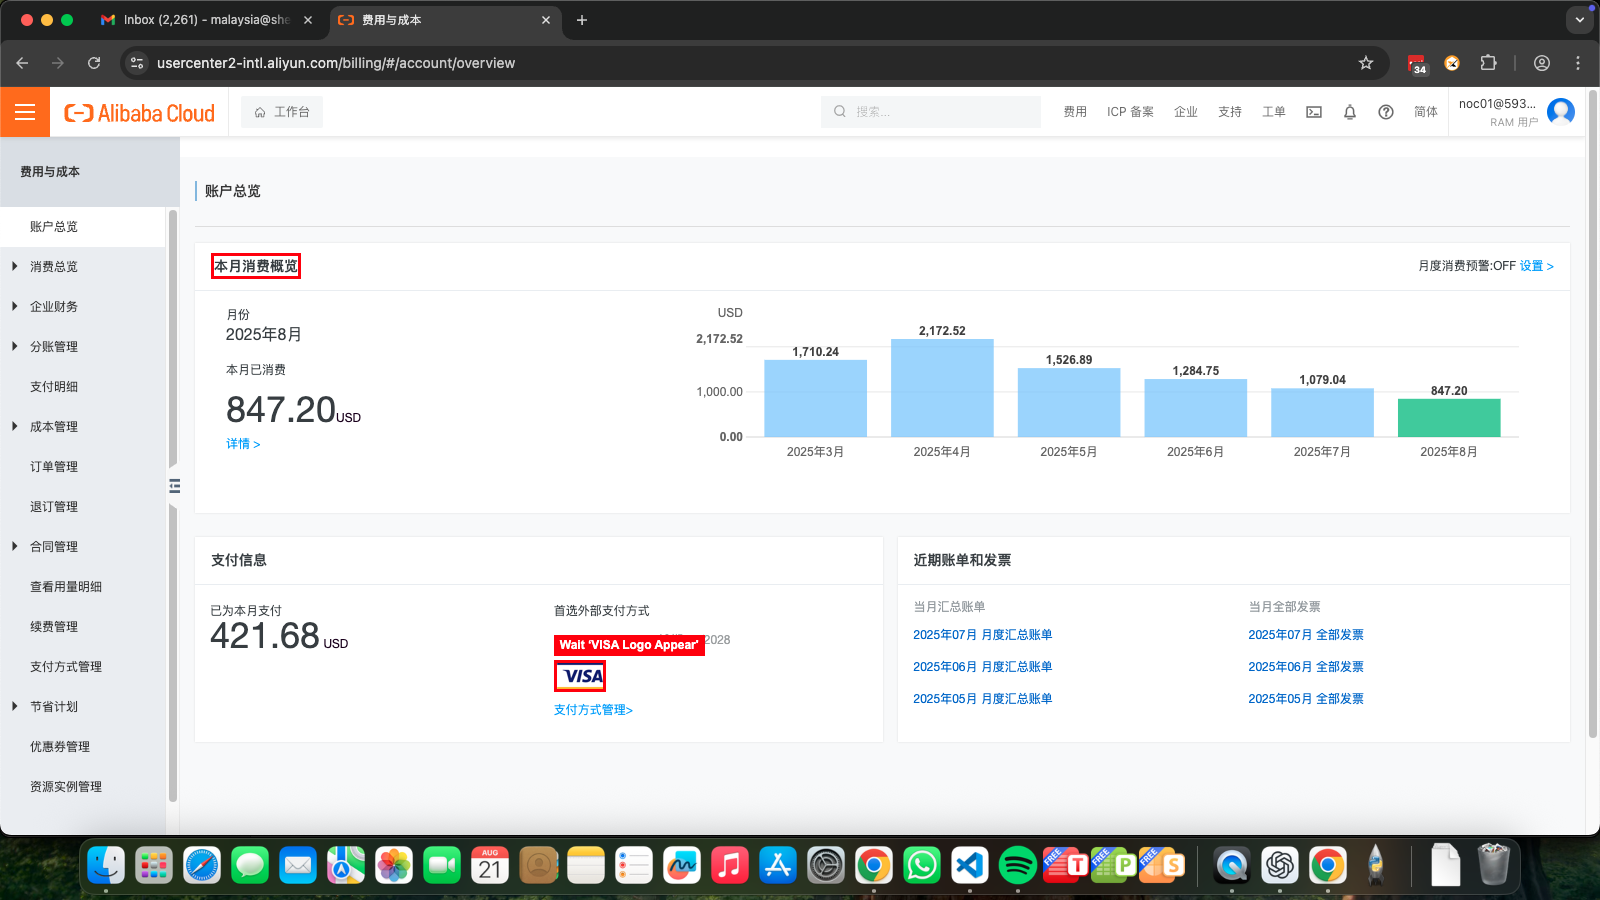 Inbox (2,261) - malaysia@she
费用与成本
usercenter2-intl.aliyun.com/billing/#/account/overview
34
Alibaba Cloud
工作台
搜索...
费用
ICP 备案
企业
支持
工单
简体
noc01@593...
RAM 用户
费用与成本
账户总览
消费总览
企业财务
分账管理
支付明细
成本管理
订单管理
退订管理
合同管理
查看用量明细
续费管理
支付方式管理
节省计划
优惠券管理
资源实例管理
账户总览
本月消费概览
月度消费预警:OFF 设置 >
月份
2025年8月
本月已消费
847.20USD
详情 >
USD
2,172.52
1,000.00
0.00
1,710.24
2,172.52
1,526.89
1,284.75
1,079.04
847.20
2025年3月
2025年4月
2025年5月
2025年6月
2025年7月
2025年8月
支付信息
已为本月支付
421.68 USD
首选外部支付方式
2028
Wait 'VISA Logo Appear'
VISA
支付方式管理>
近期账单和发票
当月汇总账单
当月全部发票
2025年07月 月度汇总账单
2025年07月 全部发票
2025年06月 月度汇总账单
2025年06月 全部发票
2025年05月 月度汇总账单
2025年05月 全部发票
AUG
21
FREE
T
FREE
P
FREE
S